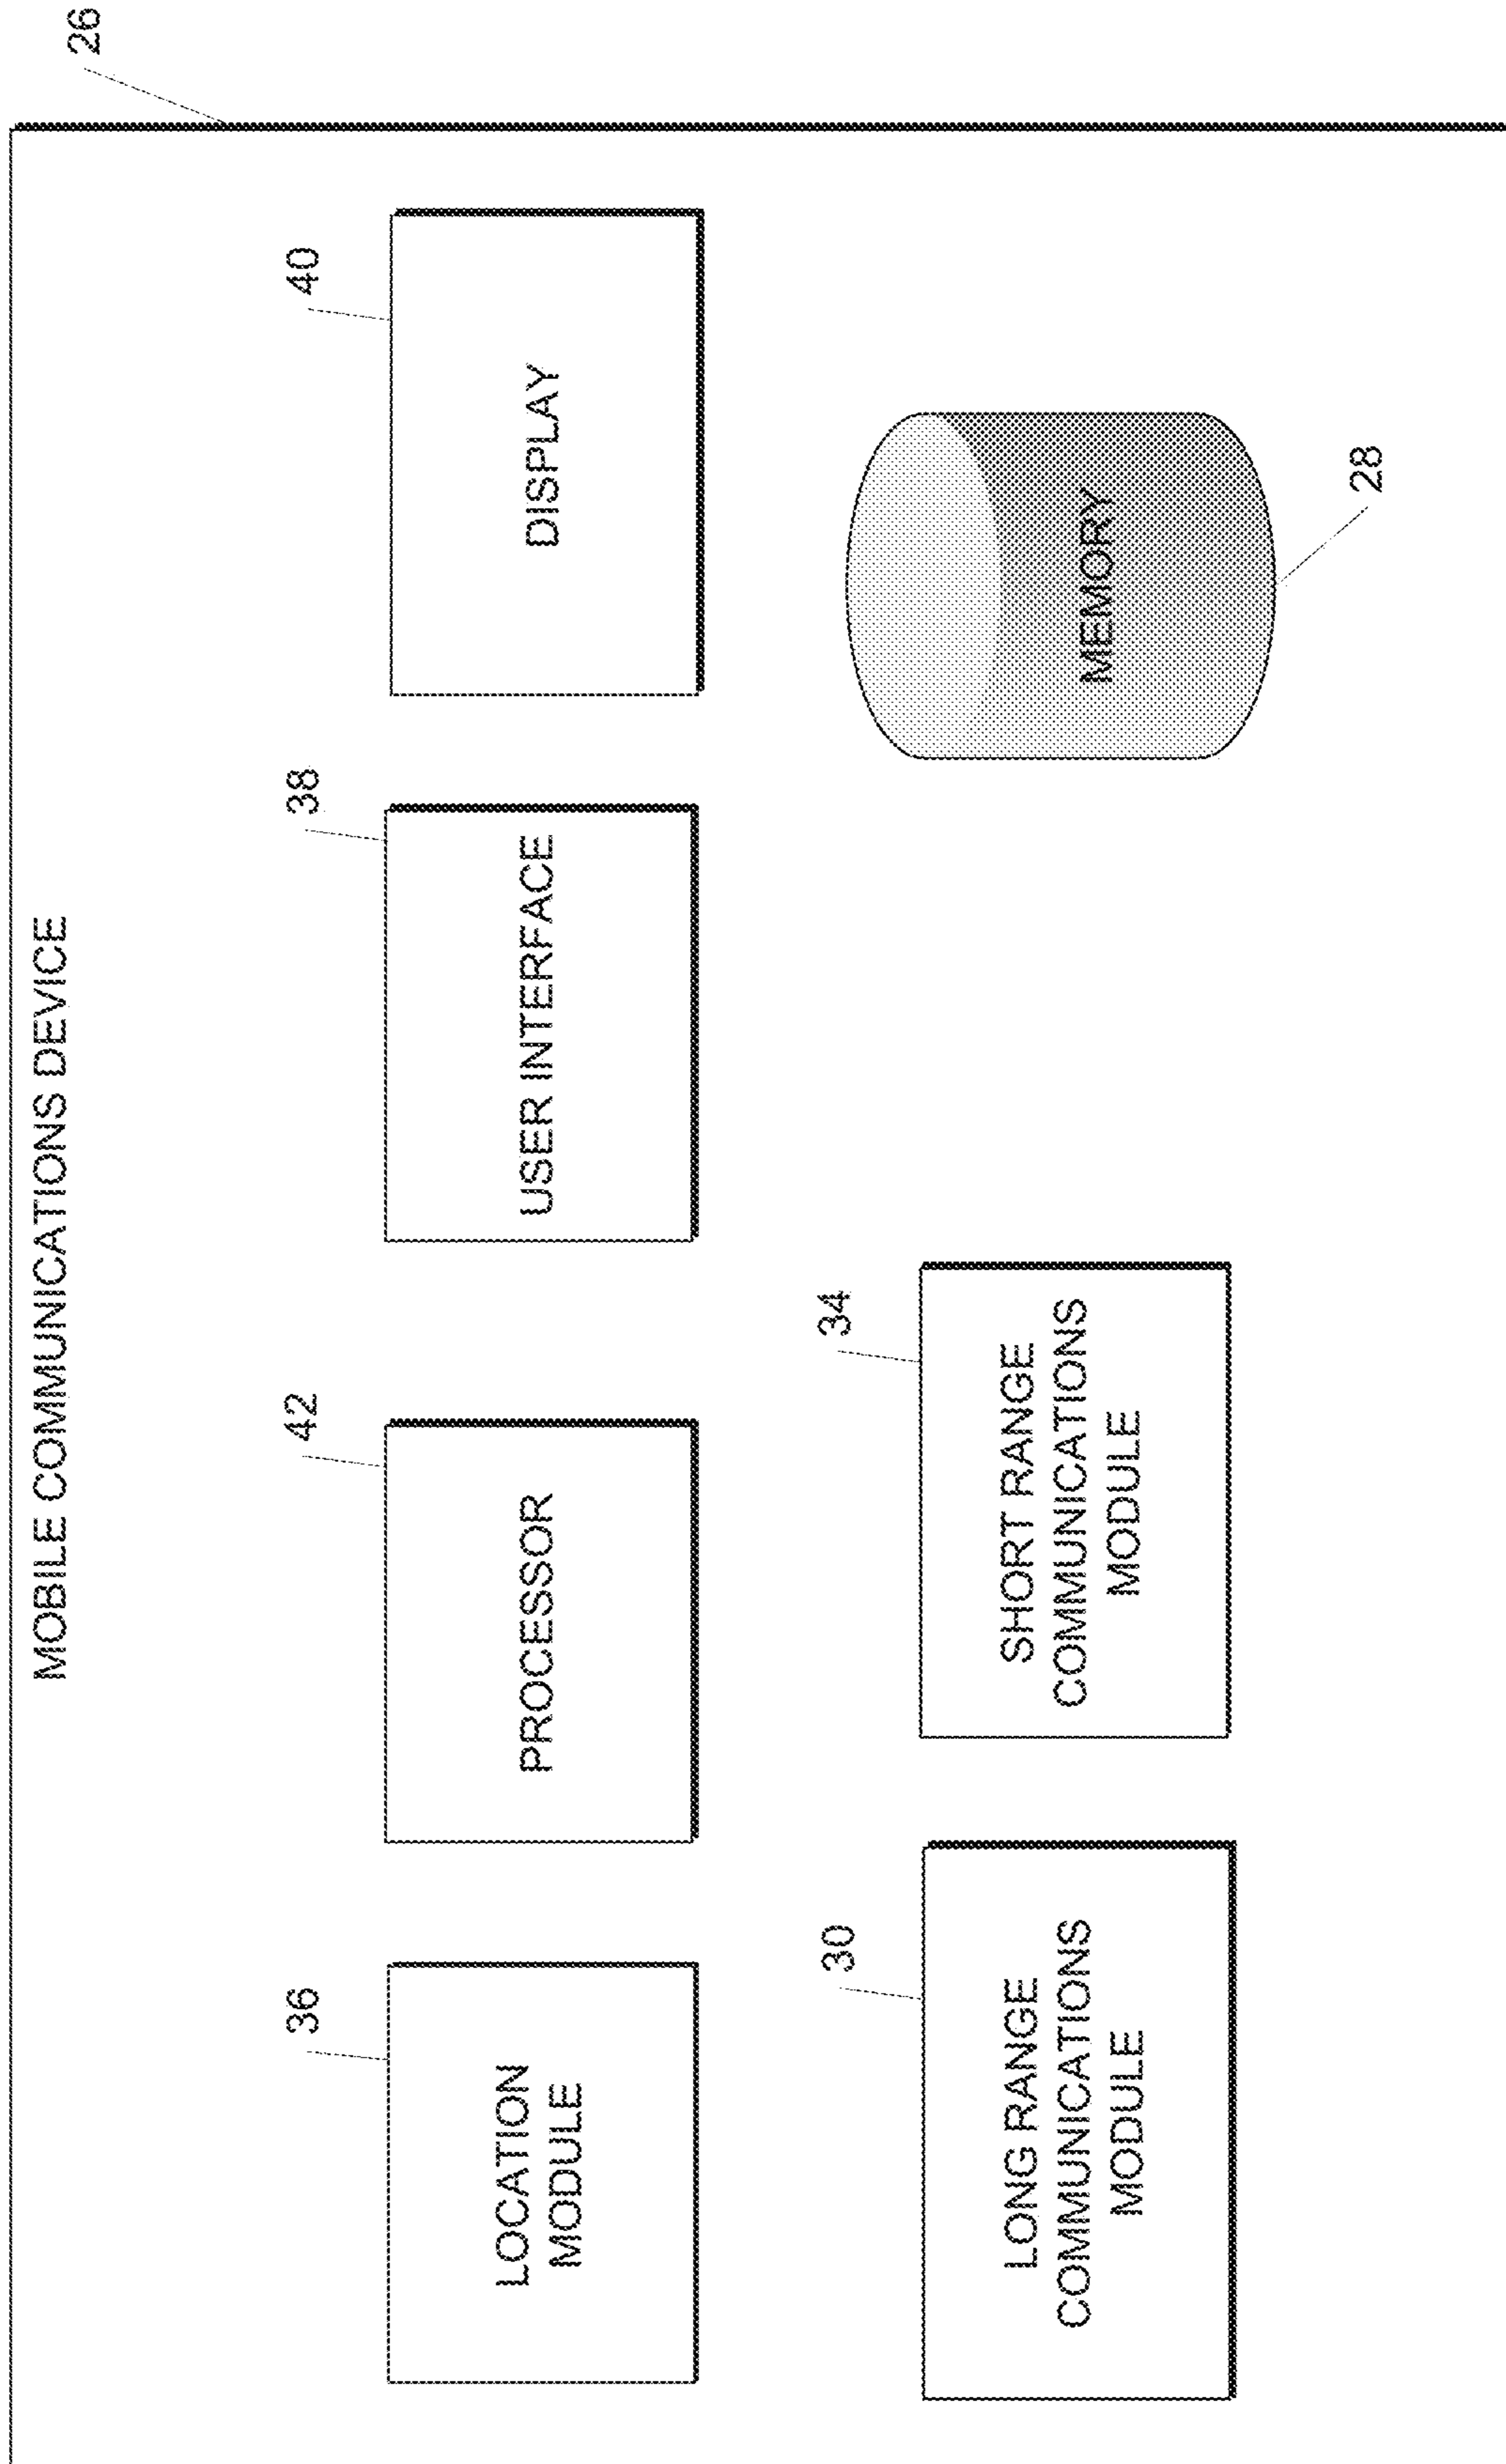 MOBILE COMMUNICATIONS DEVICE
26
36
LOCATION
MODULE
42
PROCESSOR
38
USER INTERFACE
40
DISPLAY
30
LONG RANGE
COMMUNICATIONS
MODULE
34
SHORT RANGE
COMMUNICATIONS
MODULE
MEMORY
28